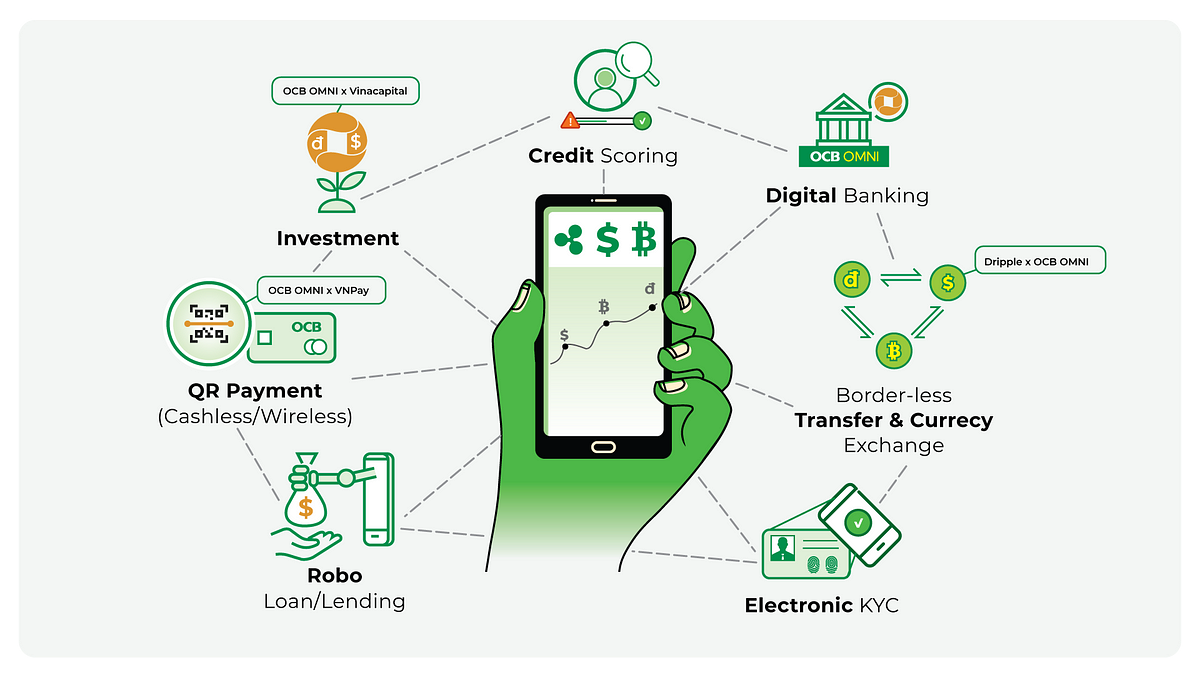 OCB OMNI x Vinacapital
đ $
Investment
Credit Scoring
OCB OMNI
Digital Banking
$ ₿
đ
₿
$
OCB OMNI x VNPay
OCB
QR Payment
(Cashless/Wireless)
Dripple x OCB OMNI
đ $
₿
Border-less
Transfer & Currecy
Exchange
$
Robo
Loan/Lending
Electronic KYC